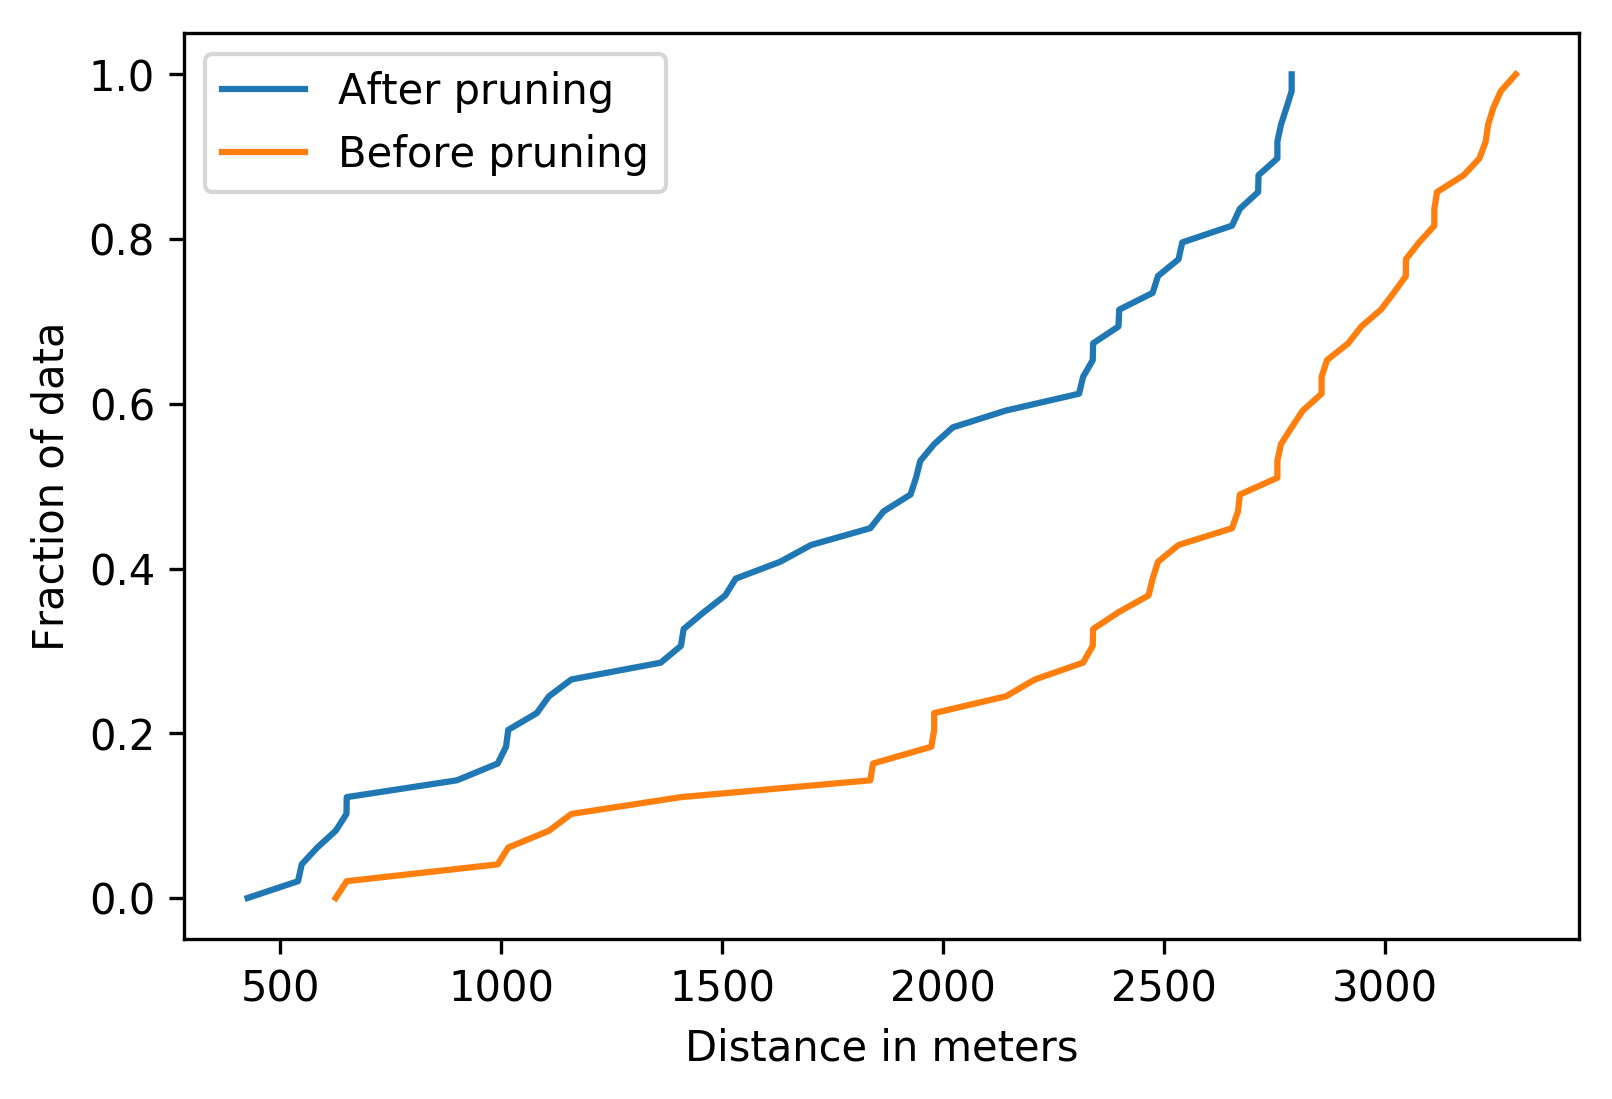 After pruning
Before pruning
1.0
0.8
0.6
0.4
0.2
0.0
Fraction of data
500 1000 1500 2000 2500 3000
Distance in meters